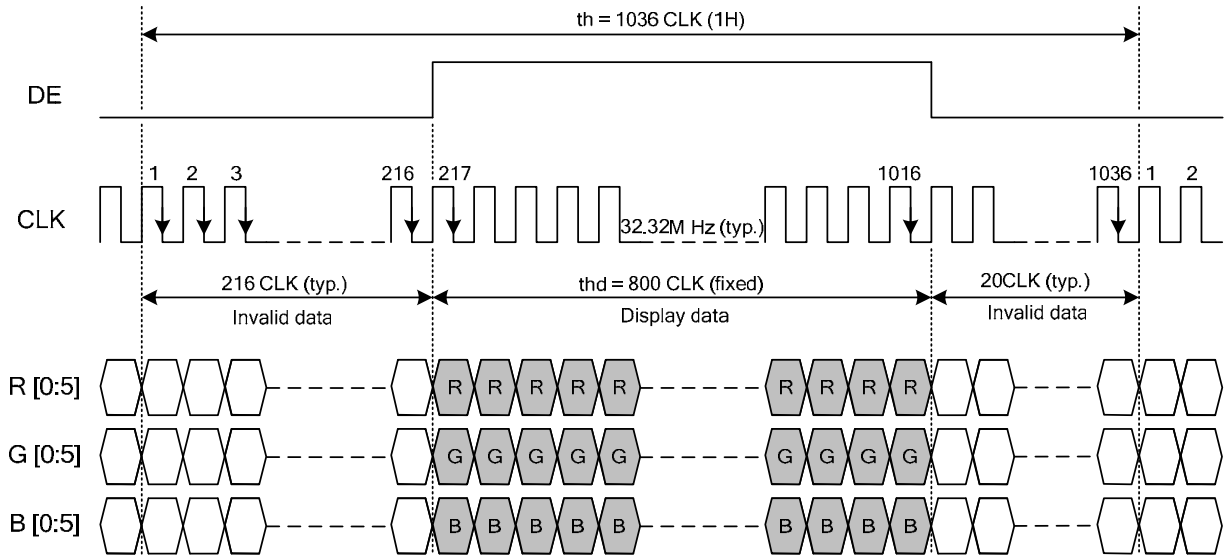 th = 1036 CLK (1H)
DE
1 2 3 216 217 1016 1036 1 2
CLK
32.32M Hz (typ.)
216 CLK (typ.) thd = 800 CLK (fixed) 20CLK (typ.)
Invalid data Display data Invalid data
R [0:5] R R R R R R R R R
G [0:5] G G G G G G G G G
B [0:5] B B B B B B B B B